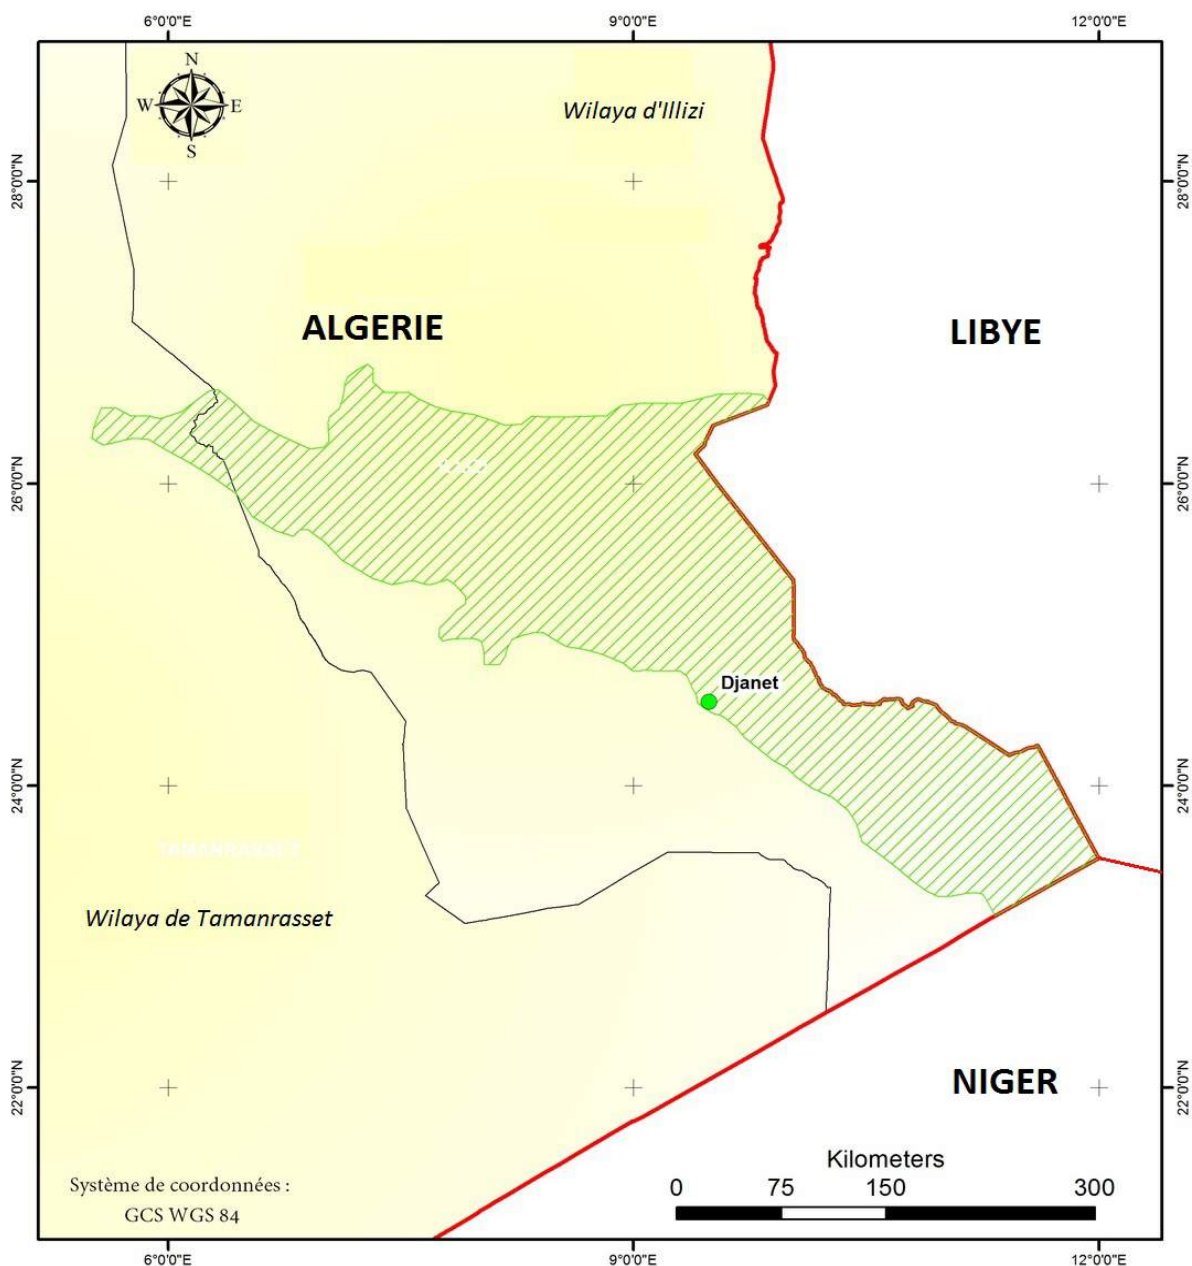 6°0'0"E 9°0'0"E 12°0'0"E
N
W E
S
Wilaya d'Illizi
28°0'0"N 28°0'0"N
ALGERIE LIBYE
26°0'0"N 26°0'0"N
Djanet
24°0'0"N 24°0'0"N
TAMANRASSET
Wilaya de Tamanrasset
22°0'0"N 22°0'0"N
NIGER
Kilometers
0 75 150 300
Système de coordonnées :
GCS WGS 84
6°0'0"E 9°0'0"E 12°0'0"E